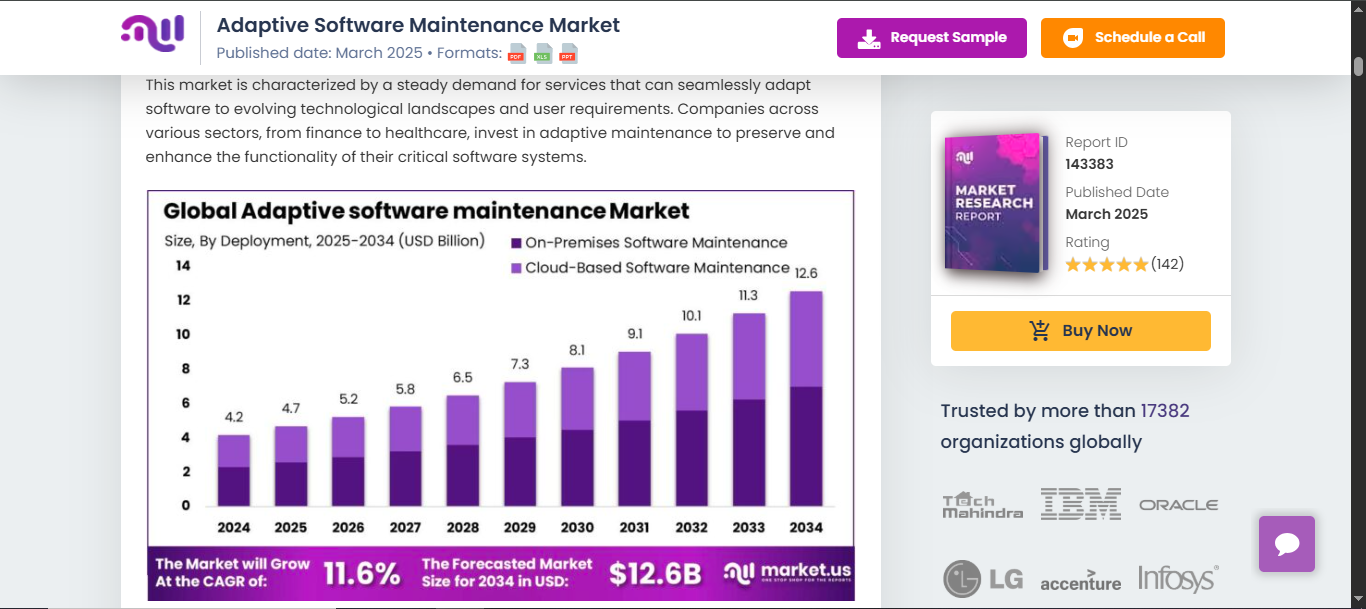 Adaptive Software Maintenance Market
Published date: March 2025 • Formats: PDF XLS PPT
Request Sample
Schedule a Call
This market is characterized by a steady demand for services that can seamlessly adapt
software to evolving technological landscapes and user requirements. Companies across
various sectors, from finance to healthcare, invest in adaptive maintenance to preserve and
enhance the functionality of their critical software systems.
Global Adaptive software maintenance Market
Size, By Deployment, 2025-2034 (USD Billion)
On-Premises Software Maintenance
Cloud-Based Software Maintenance
14
12
10
8
6
4
2
0
4.2
4.7
5.2
5.8
6.5
7.3
8.1
9.1
10.1
11.3
12.6
2024 2025 2026 2027 2028 2029 2030 2031 2032 2033 2034
The Market will Grow
At the CAGR of:
11.6%
The Forecasted Market
Size for 2034 in USD:
$12.6B
market.us
ONE STOP SHOP FOR THE REPORTS
MARKET
RESEARCH
REPORT
Report ID
143383
Published Date
March 2025
Rating
(142)
Buy Now
Trusted by more than 17382
organizations globally
Tech
Mahindra
IBM
ORACLE
LG
accenture
Infosys®